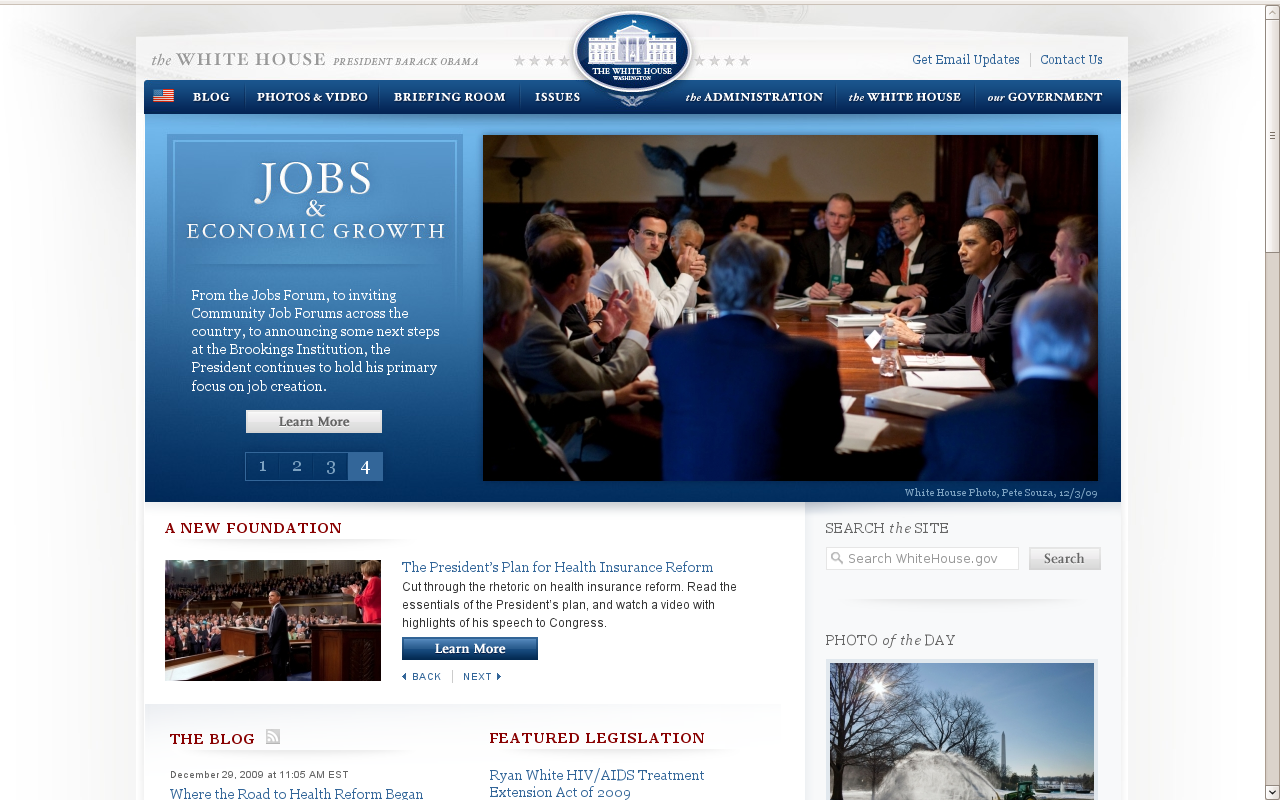 the WHITE HOUSE PRESIDENT BARACK OBAMA
THE WHITE HOUSE
WASHINGTON
Get Email Updates
Contact Us
BLOG
PHOTOS & VIDEO
BRIEFING ROOM
ISSUES
the ADMINISTRATION
the WHITE HOUSE
our GOVERNMENT
JOBS
&
ECONOMIC GROWTH
From the Jobs Forum, to inviting
Community Job Forums across the
country, to announcing some next steps
at the Brookings Institution, the
President continues to hold his primary
focus on job creation.
Learn More
1 2 3 4
White House Photo, Pete Souza, 12/3/09
A NEW FOUNDATION
The President's Plan for Health Insurance Reform
Cut through the rhetoric on health insurance reform. Read the
essentials of the President's plan, and watch a video with
highlights of his speech to Congress.
Learn More
BACK
NEXT
SEARCH the SITE
Search WhiteHouse.gov
Search
PHOTO of the DAY
THE BLOG
December 29, 2009 at 11:05 AM EST
Where the Road to Health Reform Began
FEATURED LEGISLATION
Ryan White HIV/AIDS Treatment
Extension Act of 2009